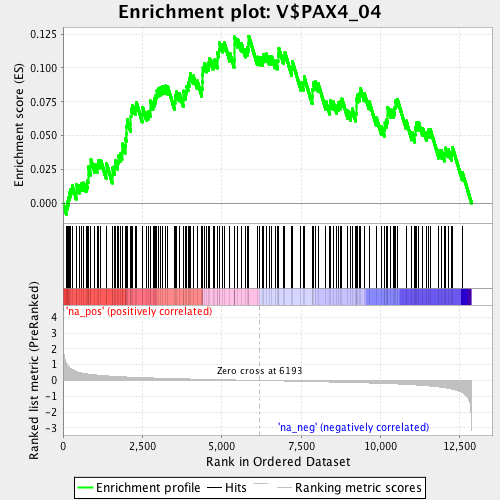 Enrichment plot: V$PAX4_04
Enrichment score (ES)
0.125
0.100
0.075
0.050
0.025
0.000
'na_pos' (positively correlated)
Ranked list metric (PreRanked)
4
3
2
1
0
-1
-2
-3
Zero cross at 6193
'na_neg' (negatively correlated)
0
2,500
5,000
7,500
10,000
12,500
Rank in Ordered Dataset
Enrichment profile
Hits
Ranking metric scores